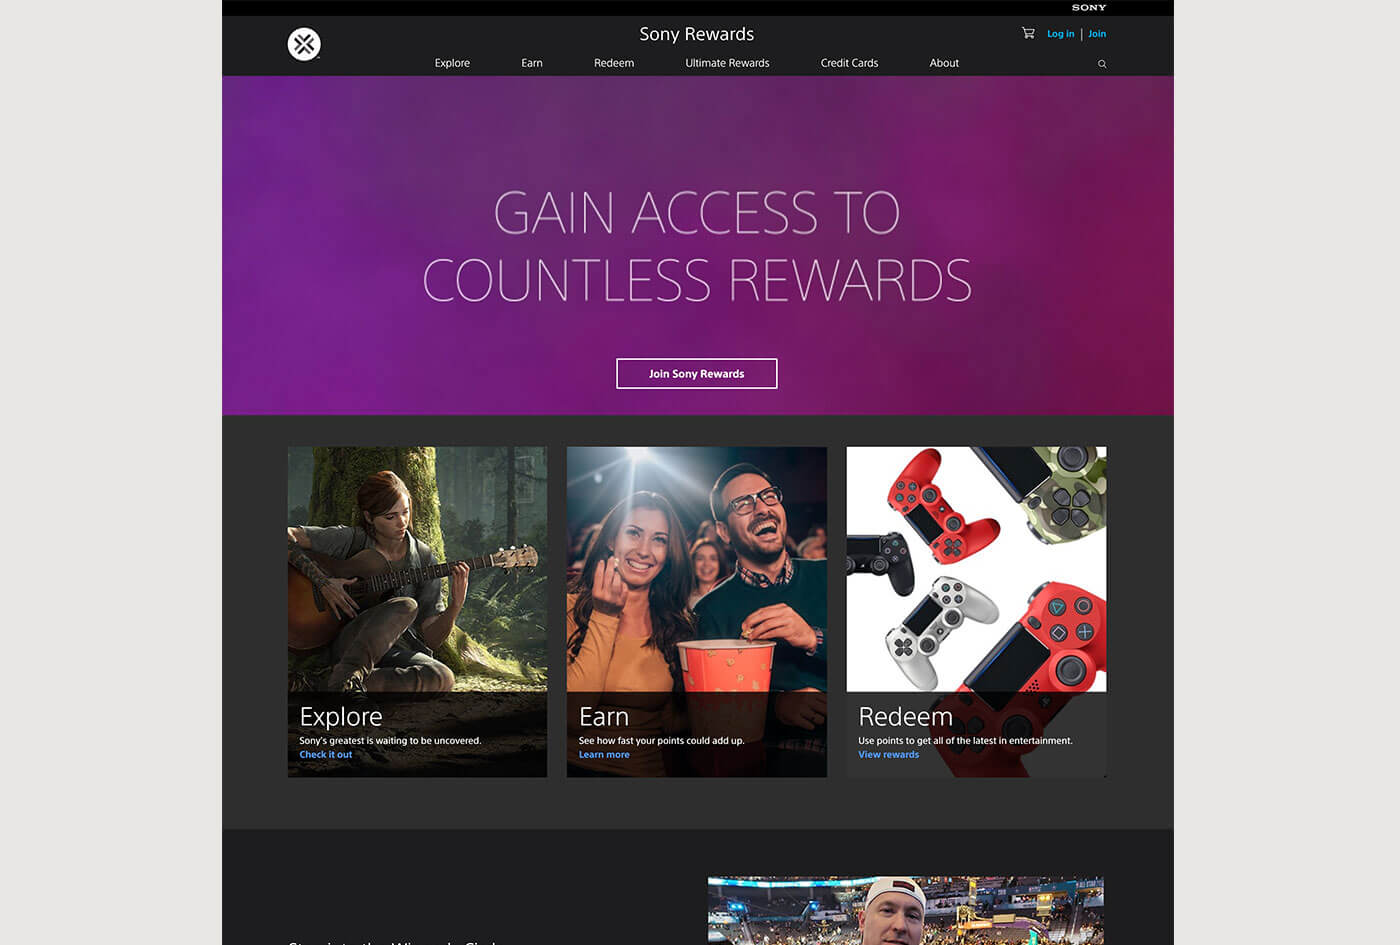 SONY
Sony Rewards
Log in | Join
Explore Earn Redeem Ultimate Rewards Credit Cards About
GAIN ACCESS TO
COUNTLESS REWARDS
Join Sony Rewards
Explore
Sony's greatest is waiting to be uncovered.
Check it out
Earn
See how fast your points could add up.
Learn more
Redeem
Use points to get all of the latest in entertainment.
View rewards